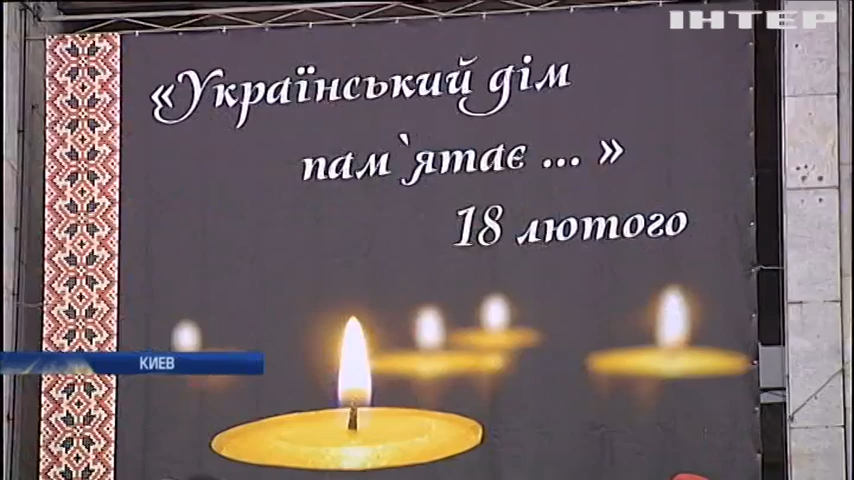 ІНТЕР
«Український дім
пам`ятає ... »
18 лютого
КИЕВ